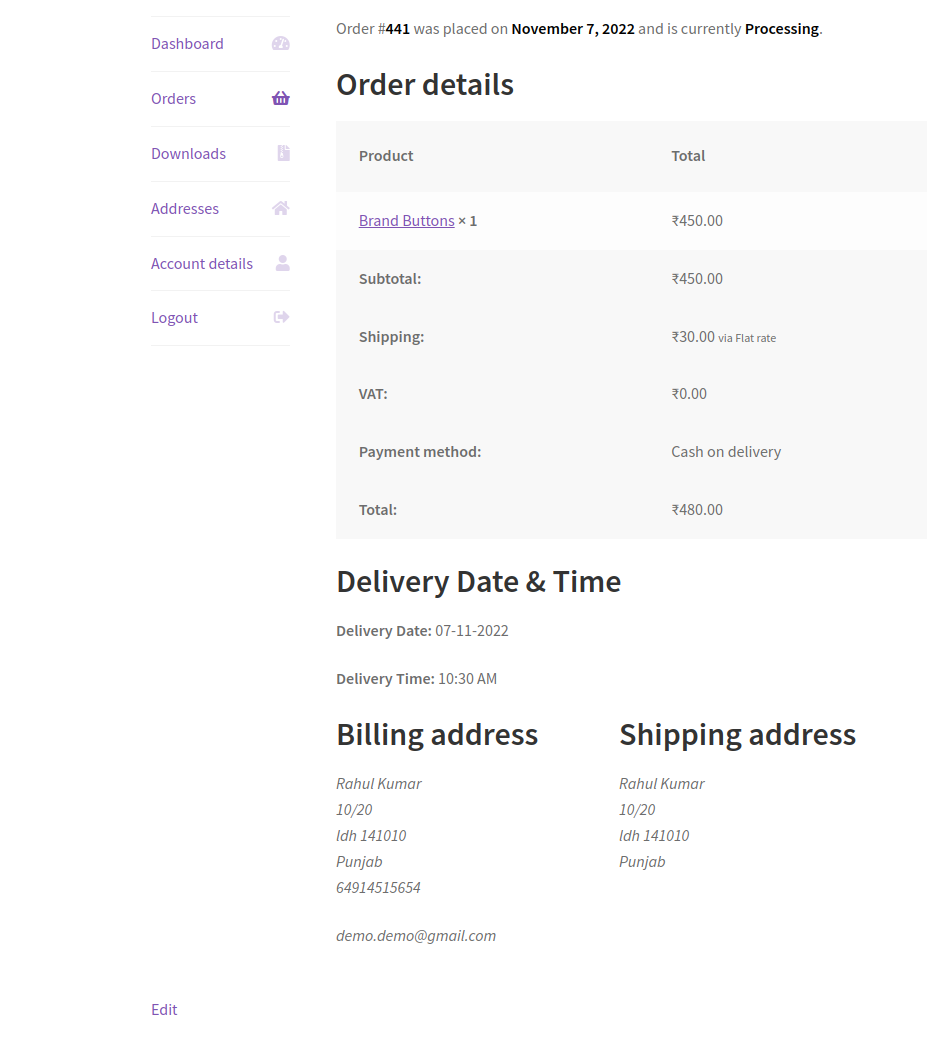 Dashboard
Orders
Downloads
Addresses
Account details
Logout
Order #441 was placed on November 7, 2022 and is currently Processing.
Order details
Product Total
Brand Buttons × 1 ₹450.00
Subtotal: ₹450.00
Shipping: ₹30.00 via Flat rate
VAT: ₹0.00
Payment method: Cash on delivery
Total: ₹480.00
Delivery Date & Time
Delivery Date: 07-11-2022
Delivery Time: 10:30 AM
Billing address
Rahul Kumar
10/20
ldh 141010
Punjab
64914515654
demo.demo@gmail.com
Shipping address
Rahul Kumar
10/20
ldh 141010
Punjab
Edit